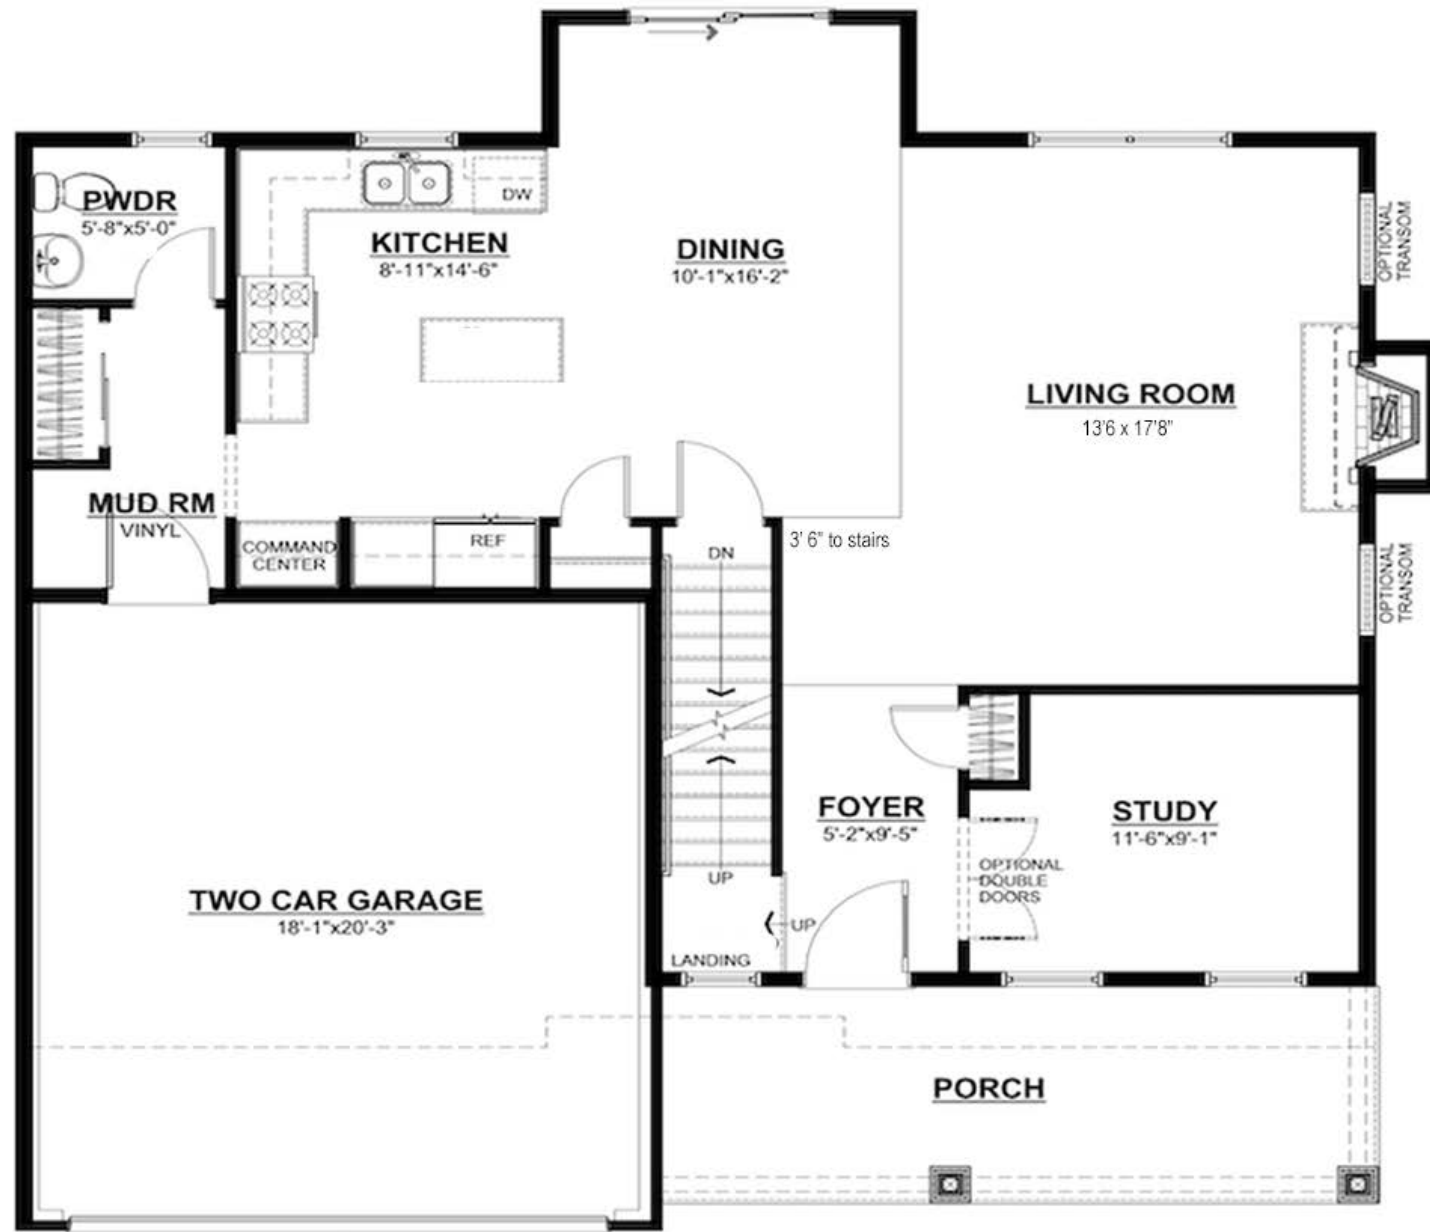 PWDR
5'-8"x5'-0"
DW
KITCHEN
8'-11"x14'-6"
DINING
10'-1"x16'-2"
OPTIONAL
TRANSOM
LIVING ROOM
13'6 x 17'8"
MUD RM
VINYL
COMMAND
CENTER
REF
DN
3' 6" to stairs
OPTIONAL
TRANSOM
FOYER
5'-2"x9'-5"
STUDY
11'-6"x9'-1"
OPTIONAL
DOUBLE
DOORS
UP
UP
LANDING
TWO CAR GARAGE
18'-1"x20'-3"
PORCH